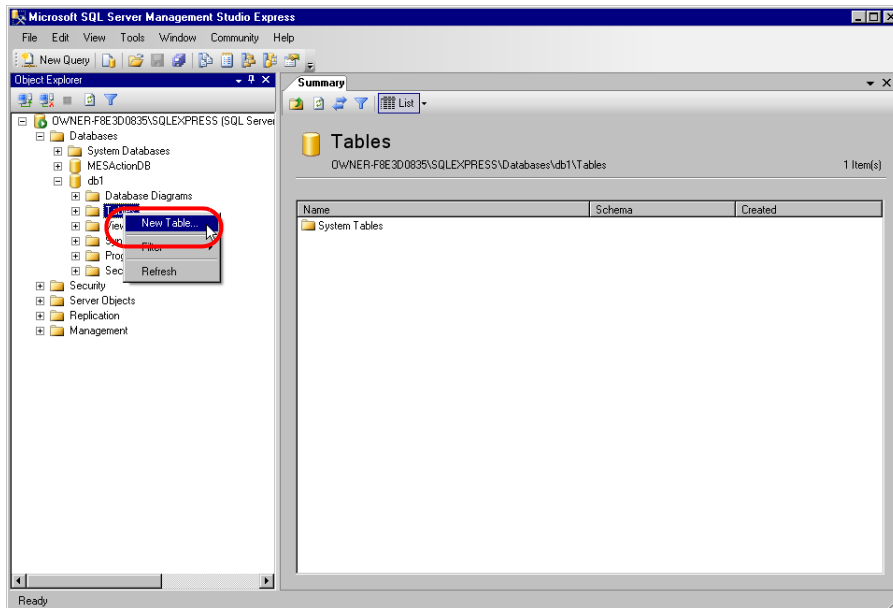 Microsoft SQL Server Management Studio Express
File Edit View Tools Window Community Help
New Query
Object Explorer
Summary
List
OWNER-F8E3D0835\SQLEXPRESS (SQL Server
Databases
System Databases
MESActionDB
db1
Database Diagrams
New Table...
Filter
Refresh
Security
Server Objects
Replication
Management
Tables
OWNER-F8E3D0835\SQLEXPRESS\Databases\db1\Tables 1 Item(s)
Name Schema Created
System Tables
Ready